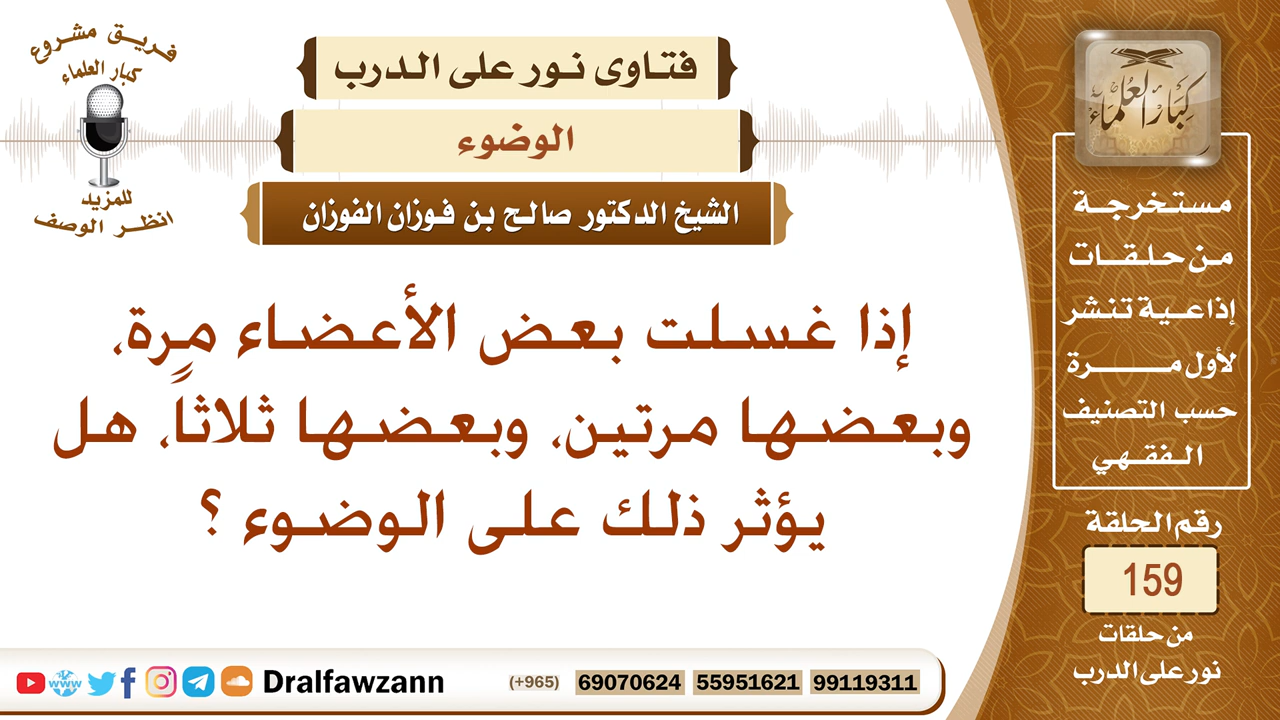 فريق مشروع
كبار العلماء
للمزيد
انظر الوصف
فتاوى نور على الدرب
الوضوء
الشيخ الدكتور صالح بن فوزان الفوزان
إذا غسلت بعض الأعضاء مرة،
وبعضها مرتين، وبعضها ثلاثاً، هل
يؤثر ذلك على الوضوء ؟
كبار العلماء
مستخرجة
من حلقات
إذاعية تنشر
لأول مرة
حسب التصنيف
الفقهي
رقم الحلقة
159
من حلقات
نور على الدرب
www
Dralfawzann (+965) 69070624 55951621 99119311